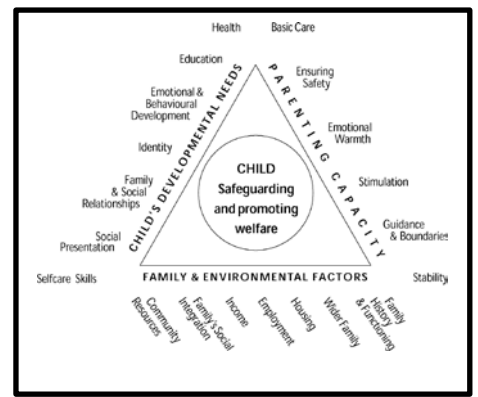 Health
Basic Care
Education
Ensuring
Safety
Emotional &
Behavioural
Development
Emotional
Warmth
Identity
Stimulation
Family
& Social
Relationships
Guidance
& Boundaries
Social
Presentation
Selfcare Skills
Stability
CHILD'S DEVELOPMENTAL NEEDS
PARENTING CAPACITY
CHILD
Safeguarding
and promoting
welfare
FAMILY & ENVIRONMENTAL FACTORS
Community
Resources
Family's Social
Integration
Income
Employment
Housing
Wider Family
Family
History
& Functioning